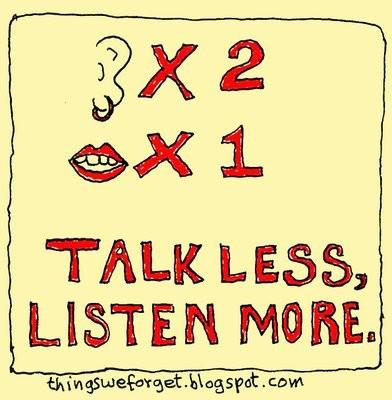 X 2
X 1
TALK LESS,
LISTEN MORE.
thingsweforget.blogspot.com